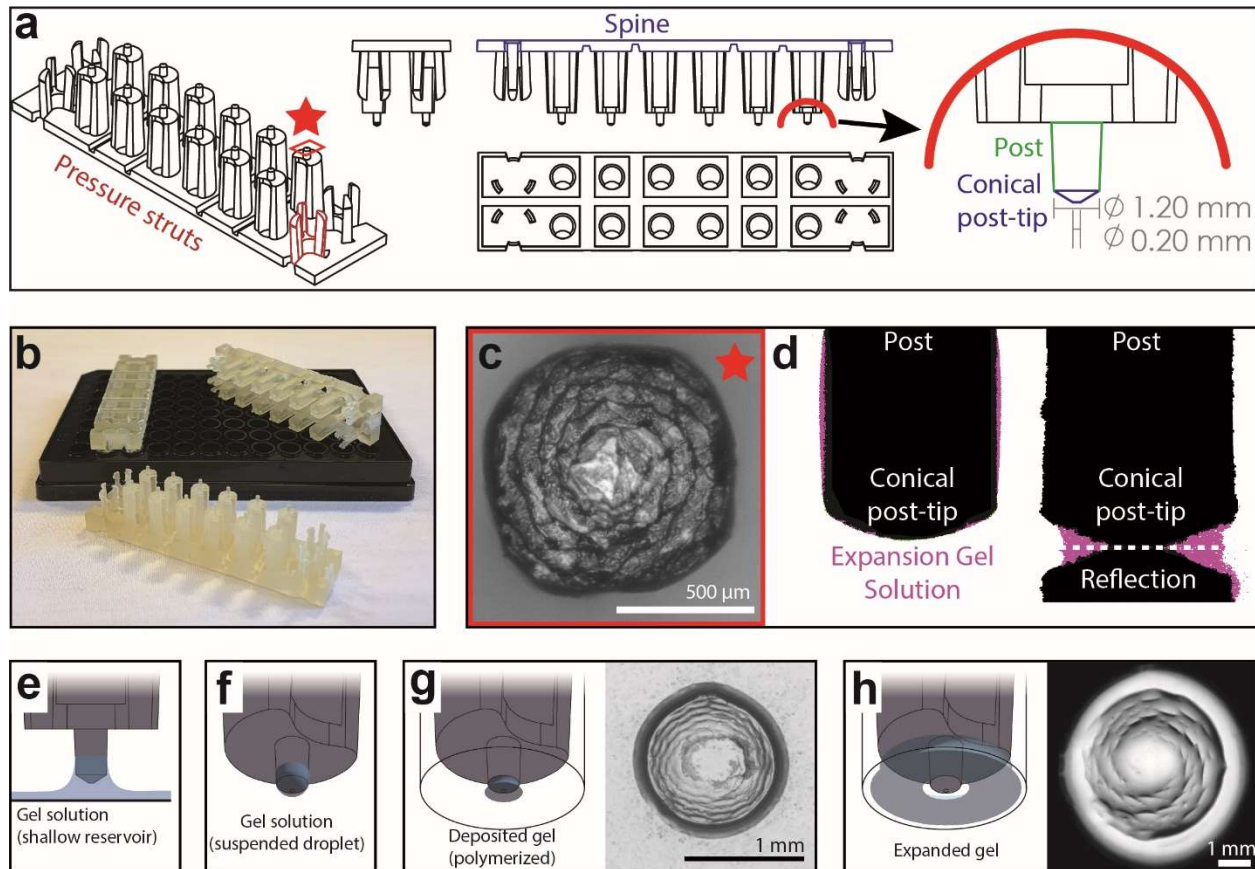 a
Spine
Pressure struts
Post
Conical
post-tip
Ø 1.20 mm
Ø 0.20 mm
b
c
500 µm
d
Post
Conical
post-tip
Expansion Gel
Solution
Post
Conical
post-tip
Reflection
e
Gel solution
(shallow reservoir)
f
Gel solution
(suspended droplet)
g
Deposited gel
(polymerized)
1 mm
h
Expanded gel
1 mm